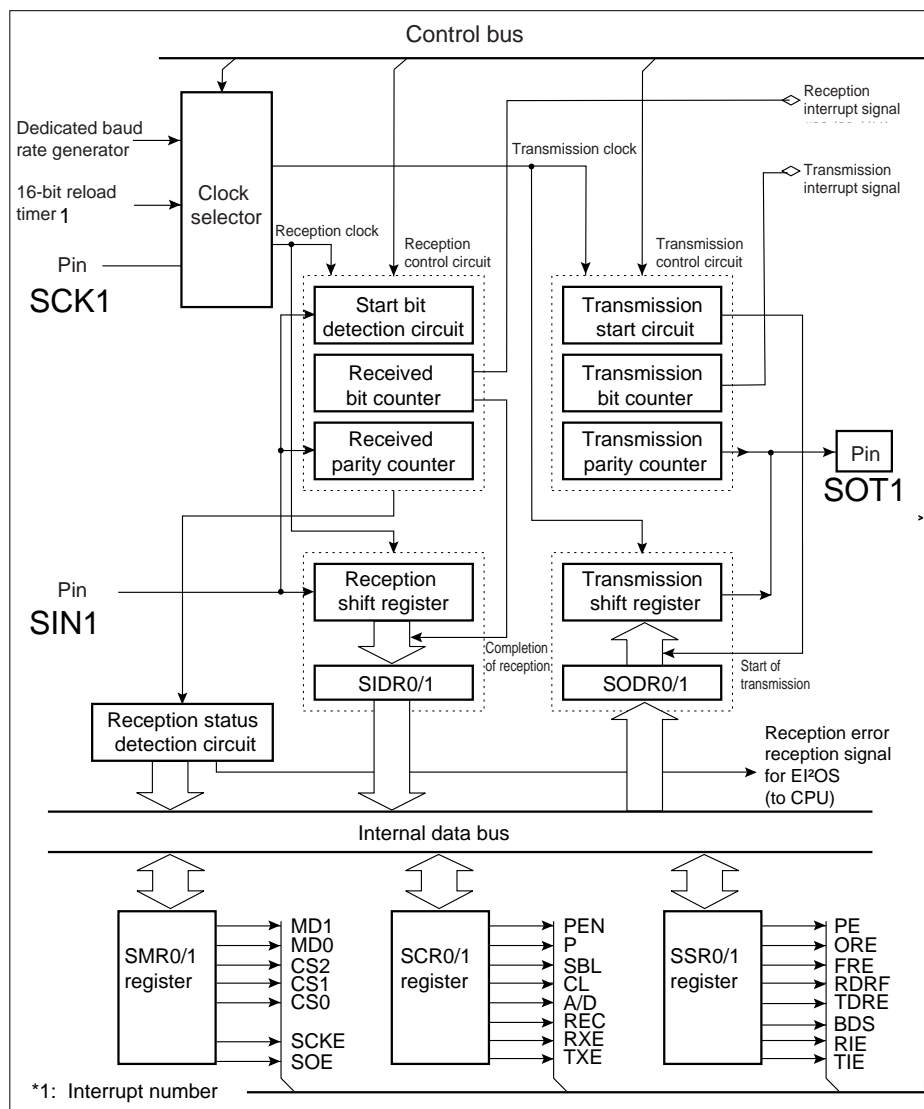 Control bus
Reception
interrupt signal
Dedicated baud
rate generator
Transmission clock
Transmission
interrupt signal
Clock
selector
16-bit reload
timer 1
Reception clock
Reception
control circuit
Transmission
control circuit
Pin
SCK1
Start bit
detection circuit
Transmission
start circuit
Received
bit counter
Transmission
bit counter
Received
parity counter
Transmission
parity counter
Pin
SOT1
Pin
SIN1
Reception
shift register
Transmission
shift register
Completion
of reception
Start of
transmission
SIDR0/1
SODR0/1
Reception status
detection circuit
Reception error
reception signal
for EI²OS
(to CPU)
Internal data bus
SMR0/1
register
MD1
MD0
CS2
CS1
CS0
SCKE
SOE
SCR0/1
register
PEN
P
SBL
CL
A/D
REC
RXE
TXE
SSR0/1
register
PE
ORE
FRE
RDRF
TDRE
BDS
RIE
TIE
*1: Interrupt number